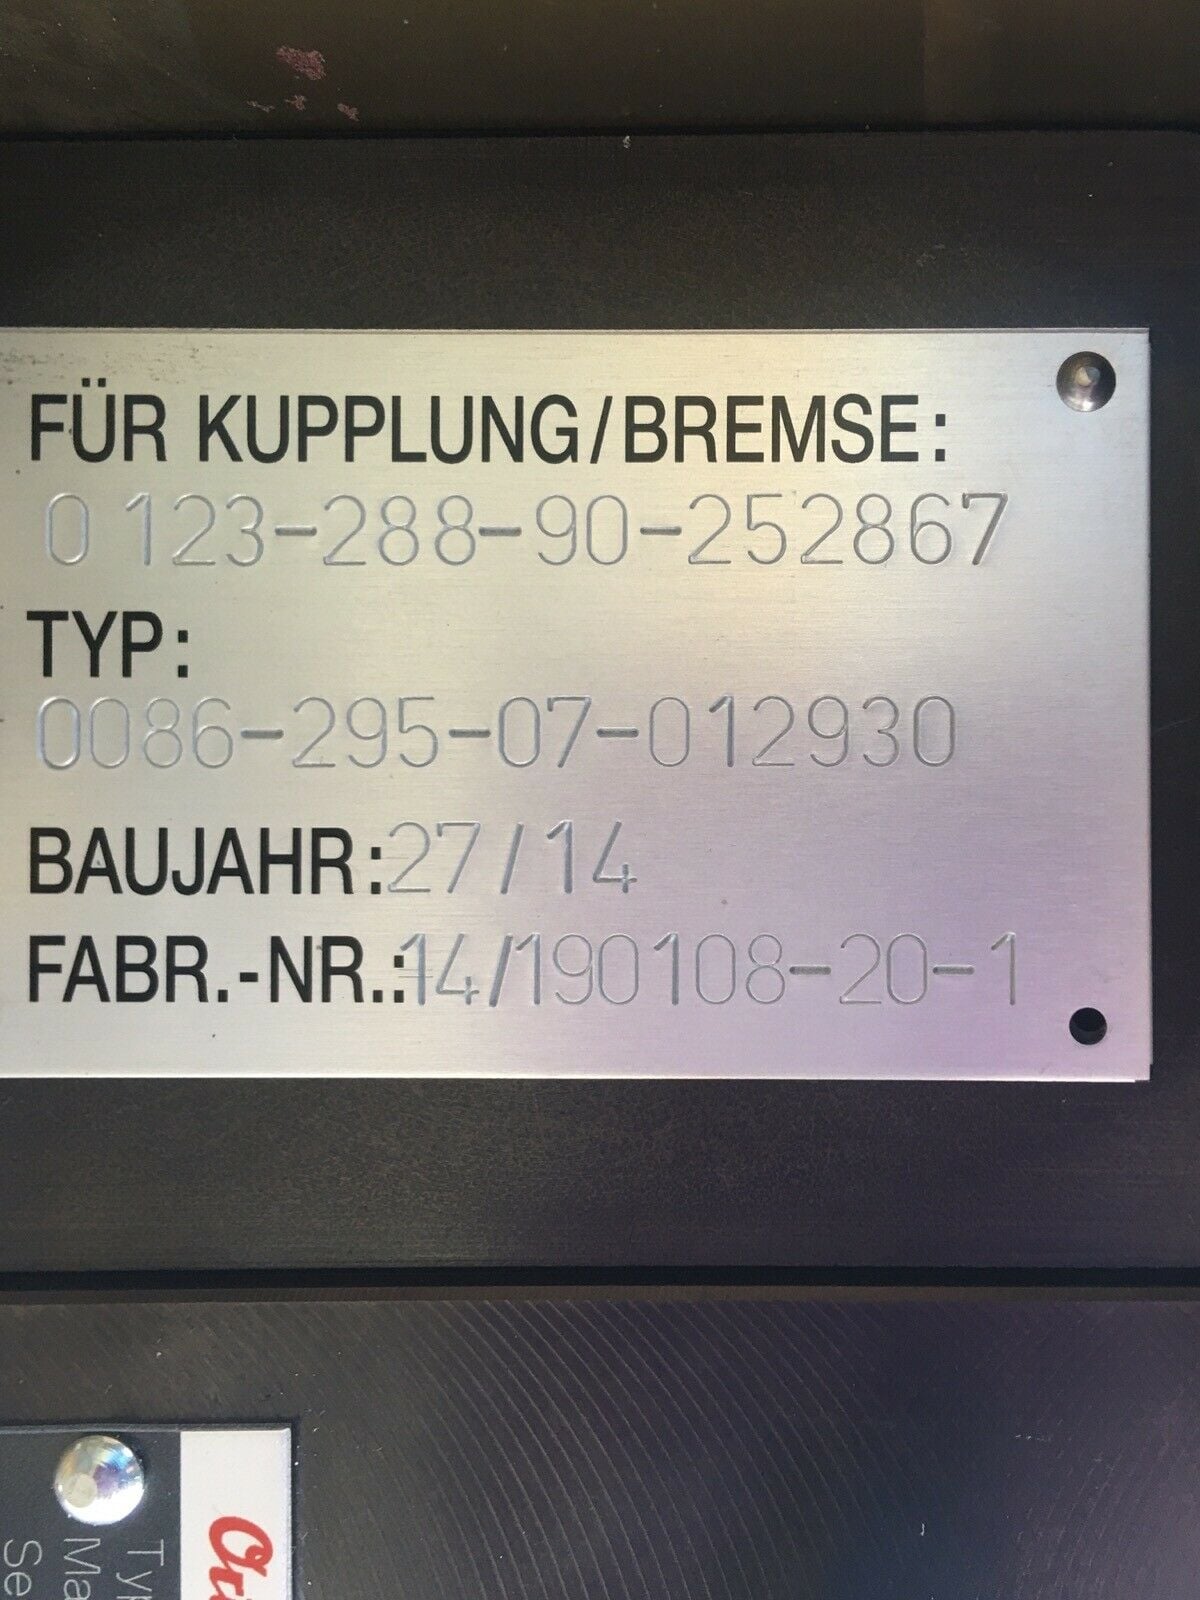 FÜR KUPPLUNG/BREMSE:
0 123-288-90-252867
TYP:
0086-295-07-012930
BAUJAHR:27/14
FABR.-NR.:14/190108-20-1